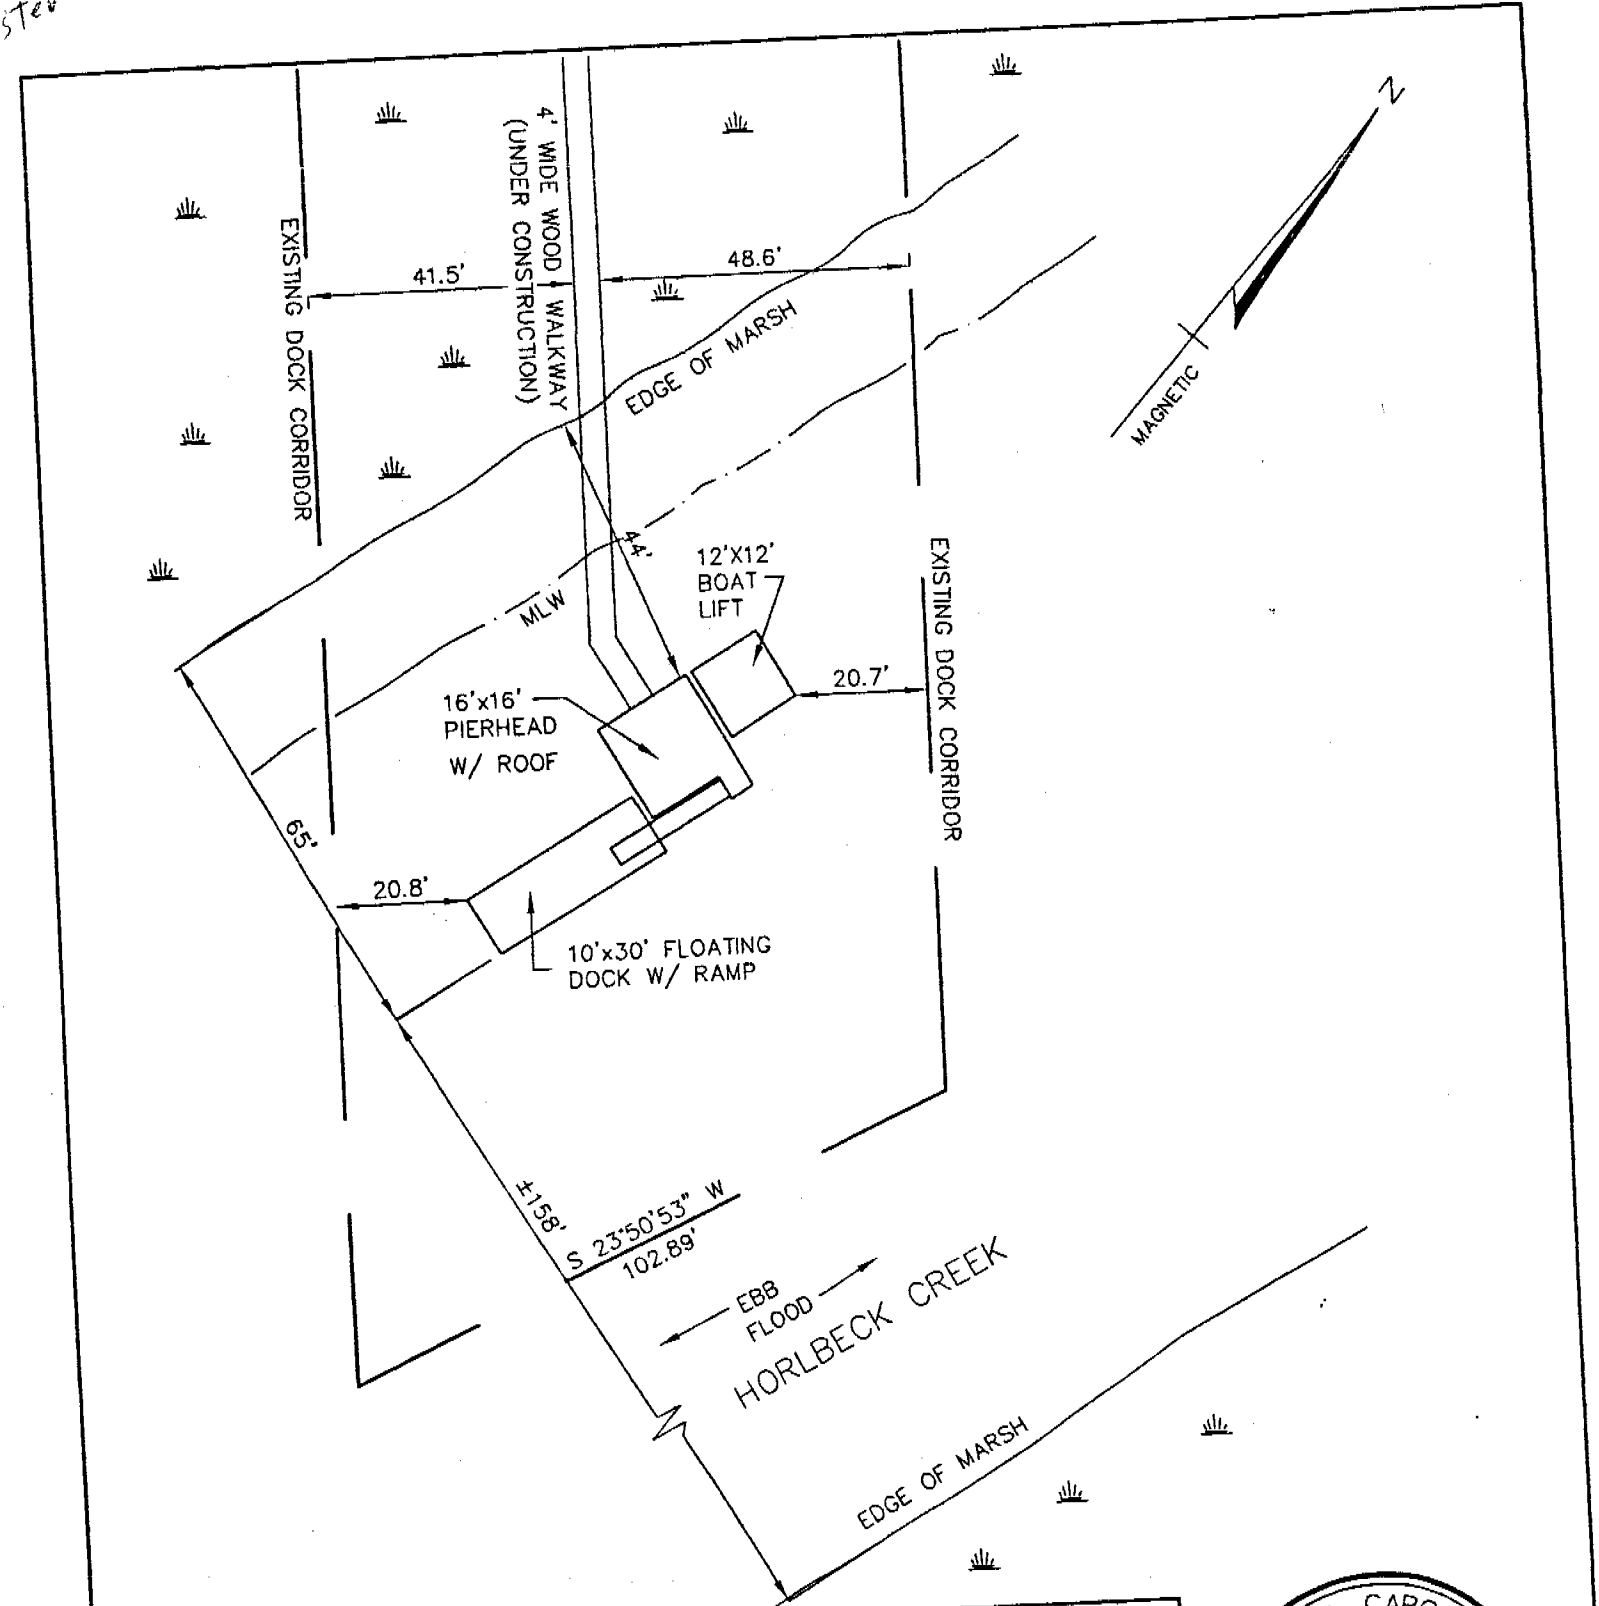 N
MAGNETIC
4' WIDE WOOD WALKWAY
(UNDER CONSTRUCTION)
EXISTING DOCK CORRIDOR
41.5'
48.6'
EDGE OF MARSH
44'
MLW
12'X12'
BOAT
LIFT
EXISTING DOCK CORRIDOR
20.7'
16'x16'
PIERHEAD
W/ ROOF
65'
20.8'
10'x30' FLOATING
DOCK W/ RAMP
±158'
S 23°50'53" W
102.89'
EBB
FLOOD
HORLBECK CREEK
EDGE OF MARSH